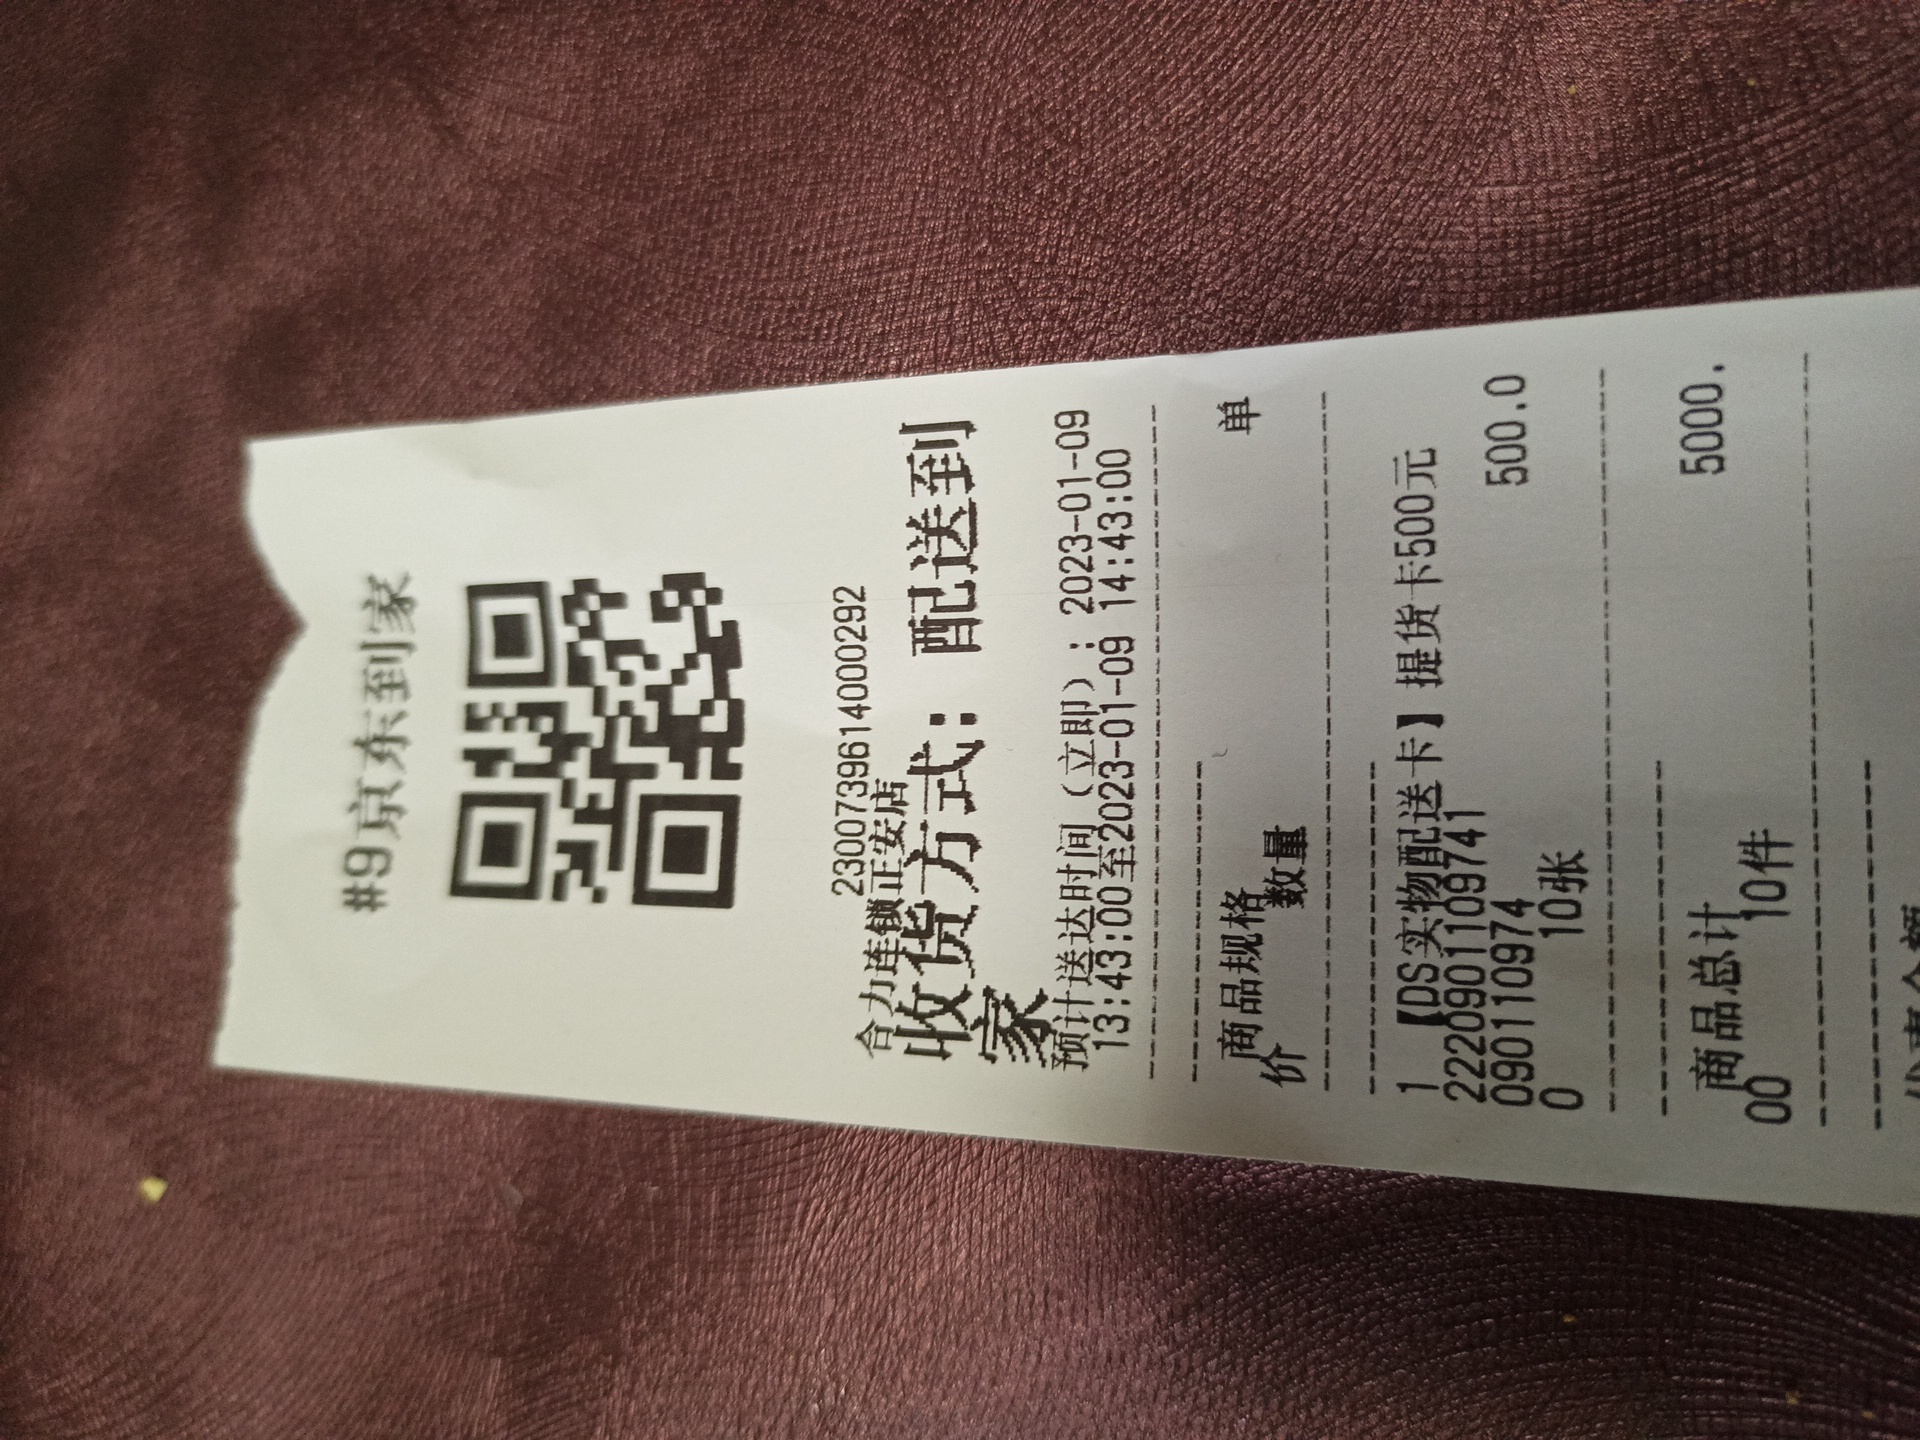 #9京东到家
2300739614000292
合力连锁正安店
收货方式：配送到
家
预计送达时间（立即）：2023-01-09
13:43:00至2023-01-09 14:43:00
商品规格 单
价 数量
1 【DS实物配送卡】提货卡500元
2220901109741
0901109974 500.0
0 10张
商品总计 5000.
00 10件